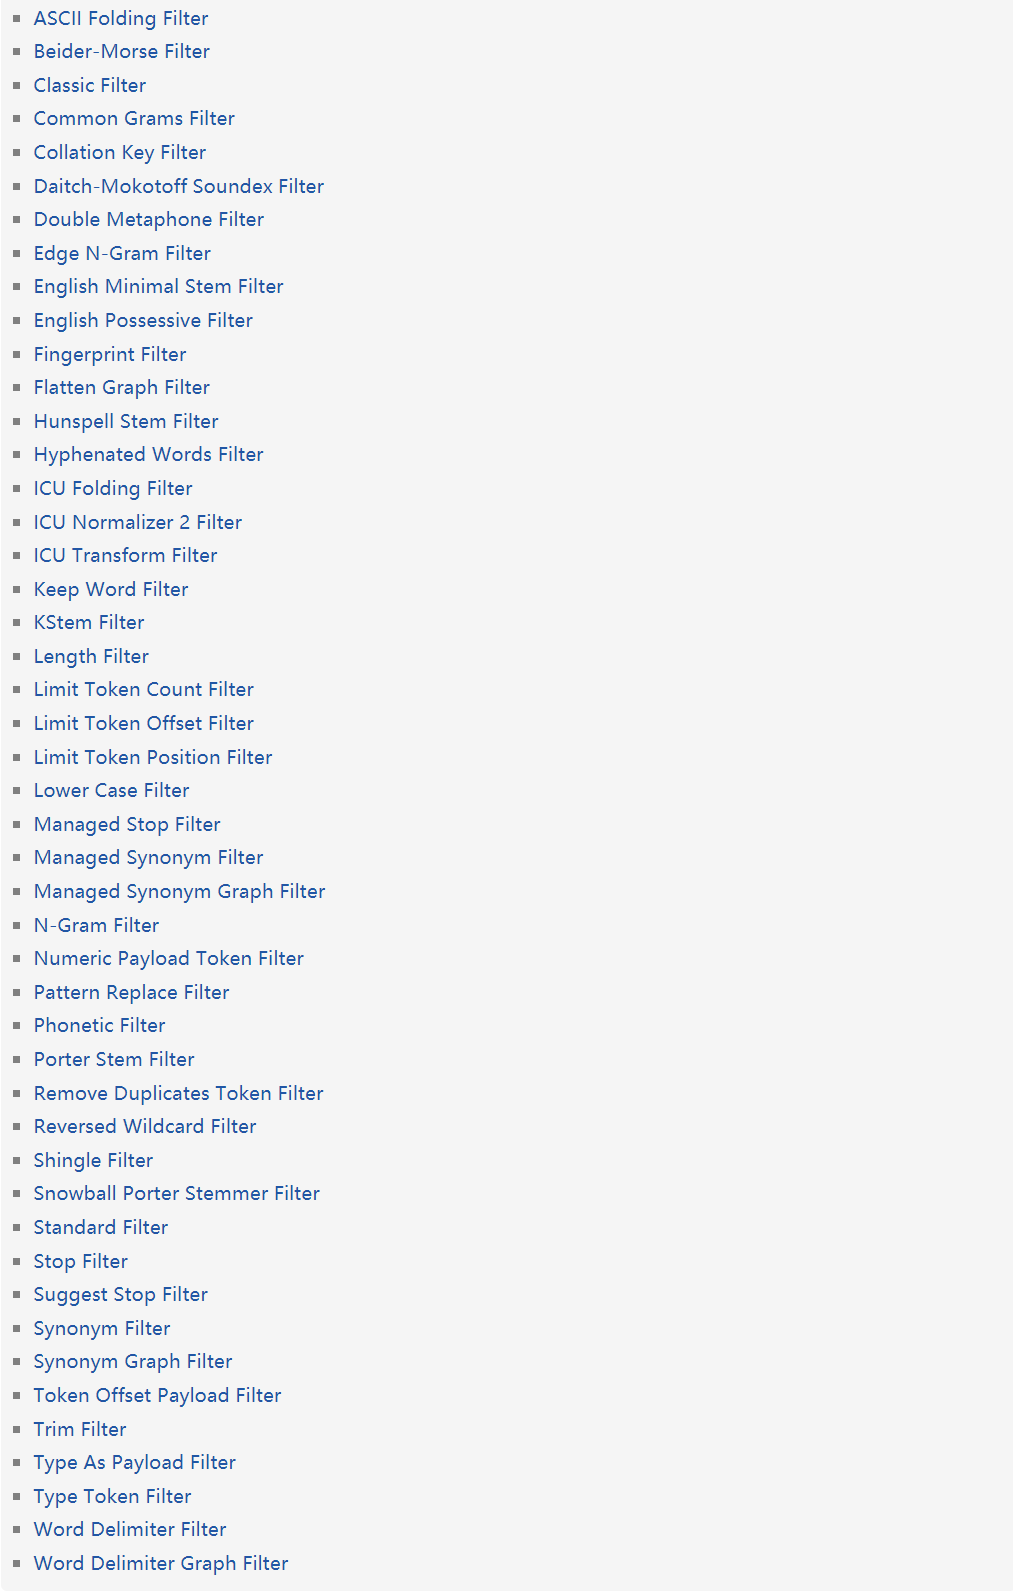 ASCII Folding Filter
Beider-Morse Filter
Classic Filter
Common Grams Filter
Collation Key Filter
Daitch-Mokotoff Soundex Filter
Double Metaphone Filter
Edge N-Gram Filter
English Minimal Stem Filter
English Possessive Filter
Fingerprint Filter
Flatten Graph Filter
Hunspell Stem Filter
Hyphenated Words Filter
ICU Folding Filter
ICU Normalizer 2 Filter
ICU Transform Filter
Keep Word Filter
KStem Filter
Length Filter
Limit Token Count Filter
Limit Token Offset Filter
Limit Token Position Filter
Lower Case Filter
Managed Stop Filter
Managed Synonym Filter
Managed Synonym Graph Filter
N-Gram Filter
Numeric Payload Token Filter
Pattern Replace Filter
Phonetic Filter
Porter Stem Filter
Remove Duplicates Token Filter
Reversed Wildcard Filter
Shingle Filter
Snowball Porter Stemmer Filter
Standard Filter
Stop Filter
Suggest Stop Filter
Synonym Filter
Synonym Graph Filter
Token Offset Payload Filter
Trim Filter
Type As Payload Filter
Type Token Filter
Word Delimiter Filter
Word Delimiter Graph Filter